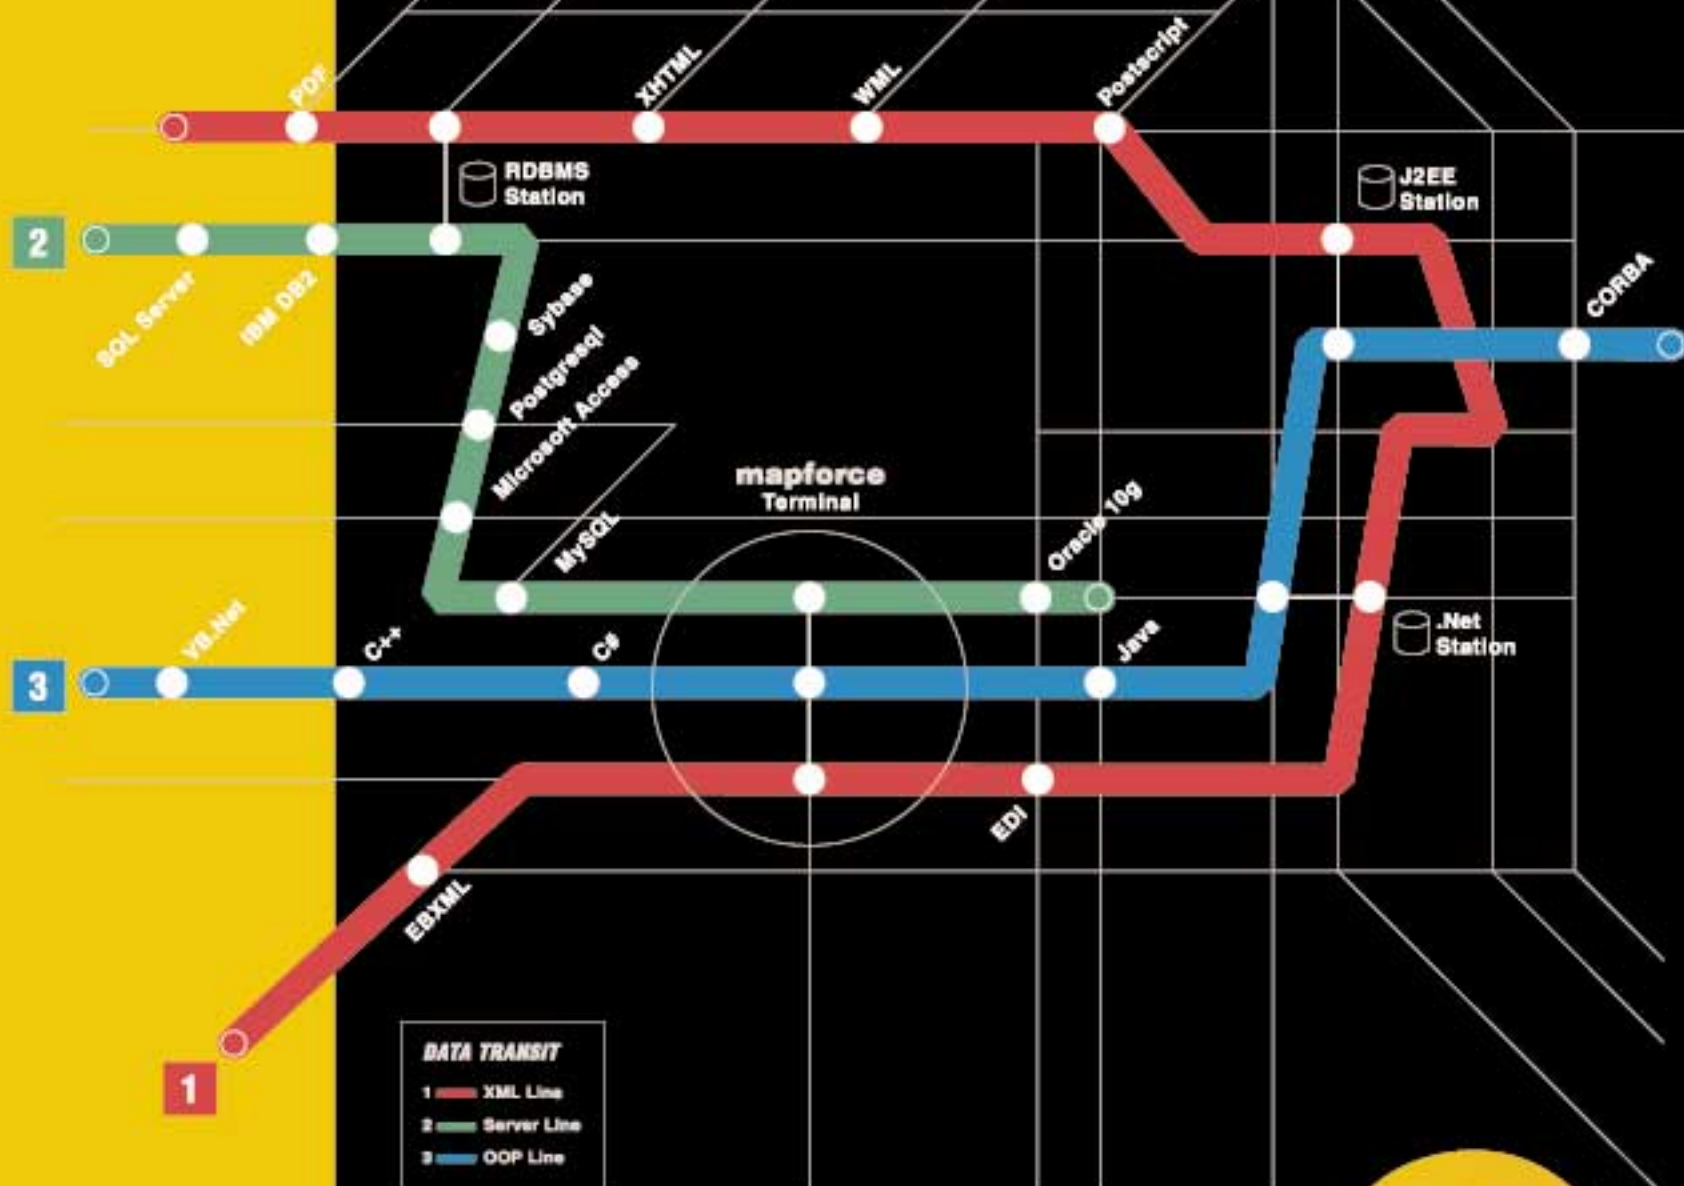 PDF
XHTML
WML
Postscript
RDBMS
Station
J2EE
Station
2
SQL Server
IBM DB2
Sybase
Postgresql
Microsoft Access
CORBA
mapforce
Terminal
MySQL
Oracle 10g
.Net
Station
3
VB.Net
C++
C#
Java
EDI
EBXML
1
DATA TRANSIT
1 XML Line
2 Server Line
3 OOP Line